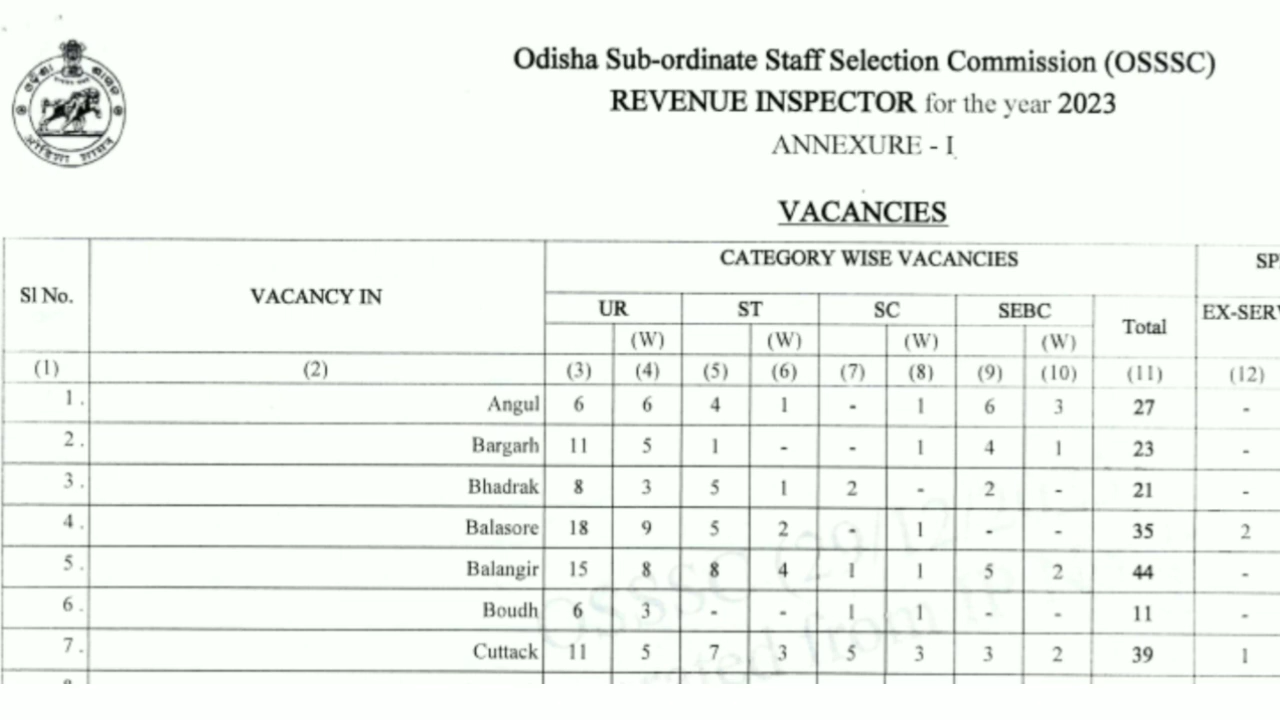 Odisha Sub-ordinate Staff Selection Commission (OSSSC)
REVENUE INSPECTOR for the year 2023
ANNEXURE - I
VACANCIES
Sl No. VACANCY IN CATEGORY WISE VACANCIES SP
UR ST SC SEBC Total EX-SERV
(W) (W) (W) (W)
(1) (2) (3) (4) (5) (6) (7) (8) (9) (10) (11) (12)
1. Angul 6 6 4 1 - 1 6 3 27 -
2. Bargarh 11 5 1 - - 1 4 1 23 -
3. Bhadrak 8 3 5 1 2 - 2 - 21 -
4. Balasore 18 9 5 2 - 1 - - 35 2
5. Balangir 15 8 8 4 1 1 5 2 44 -
6. Boudh 6 3 - - 1 1 - - 11 -
7. Cuttack 11 5 7 3 5 3 3 2 39 1